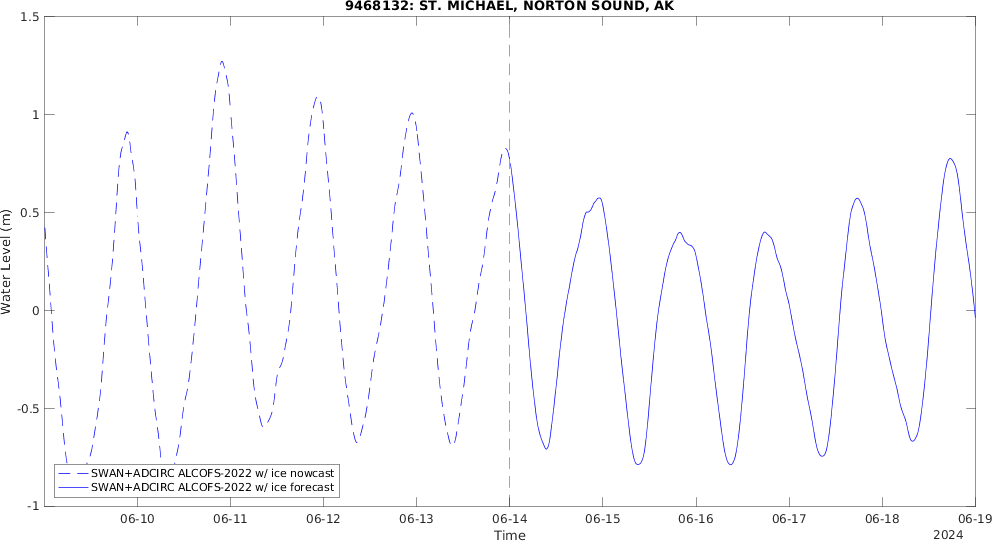 9468132: ST. MICHAEL, NORTON SOUND, AK
1.5
1
0.5
0
-0.5
-1
Water Level (m)
SWAN+ADCIRC ALCOFS-2022 w/ ice nowcast
SWAN+ADCIRC ALCOFS-2022 w/ ice forecast
06-10 06-11 06-12 06-13 06-14 06-15 06-16 06-17 06-18 06-19
Time
2024